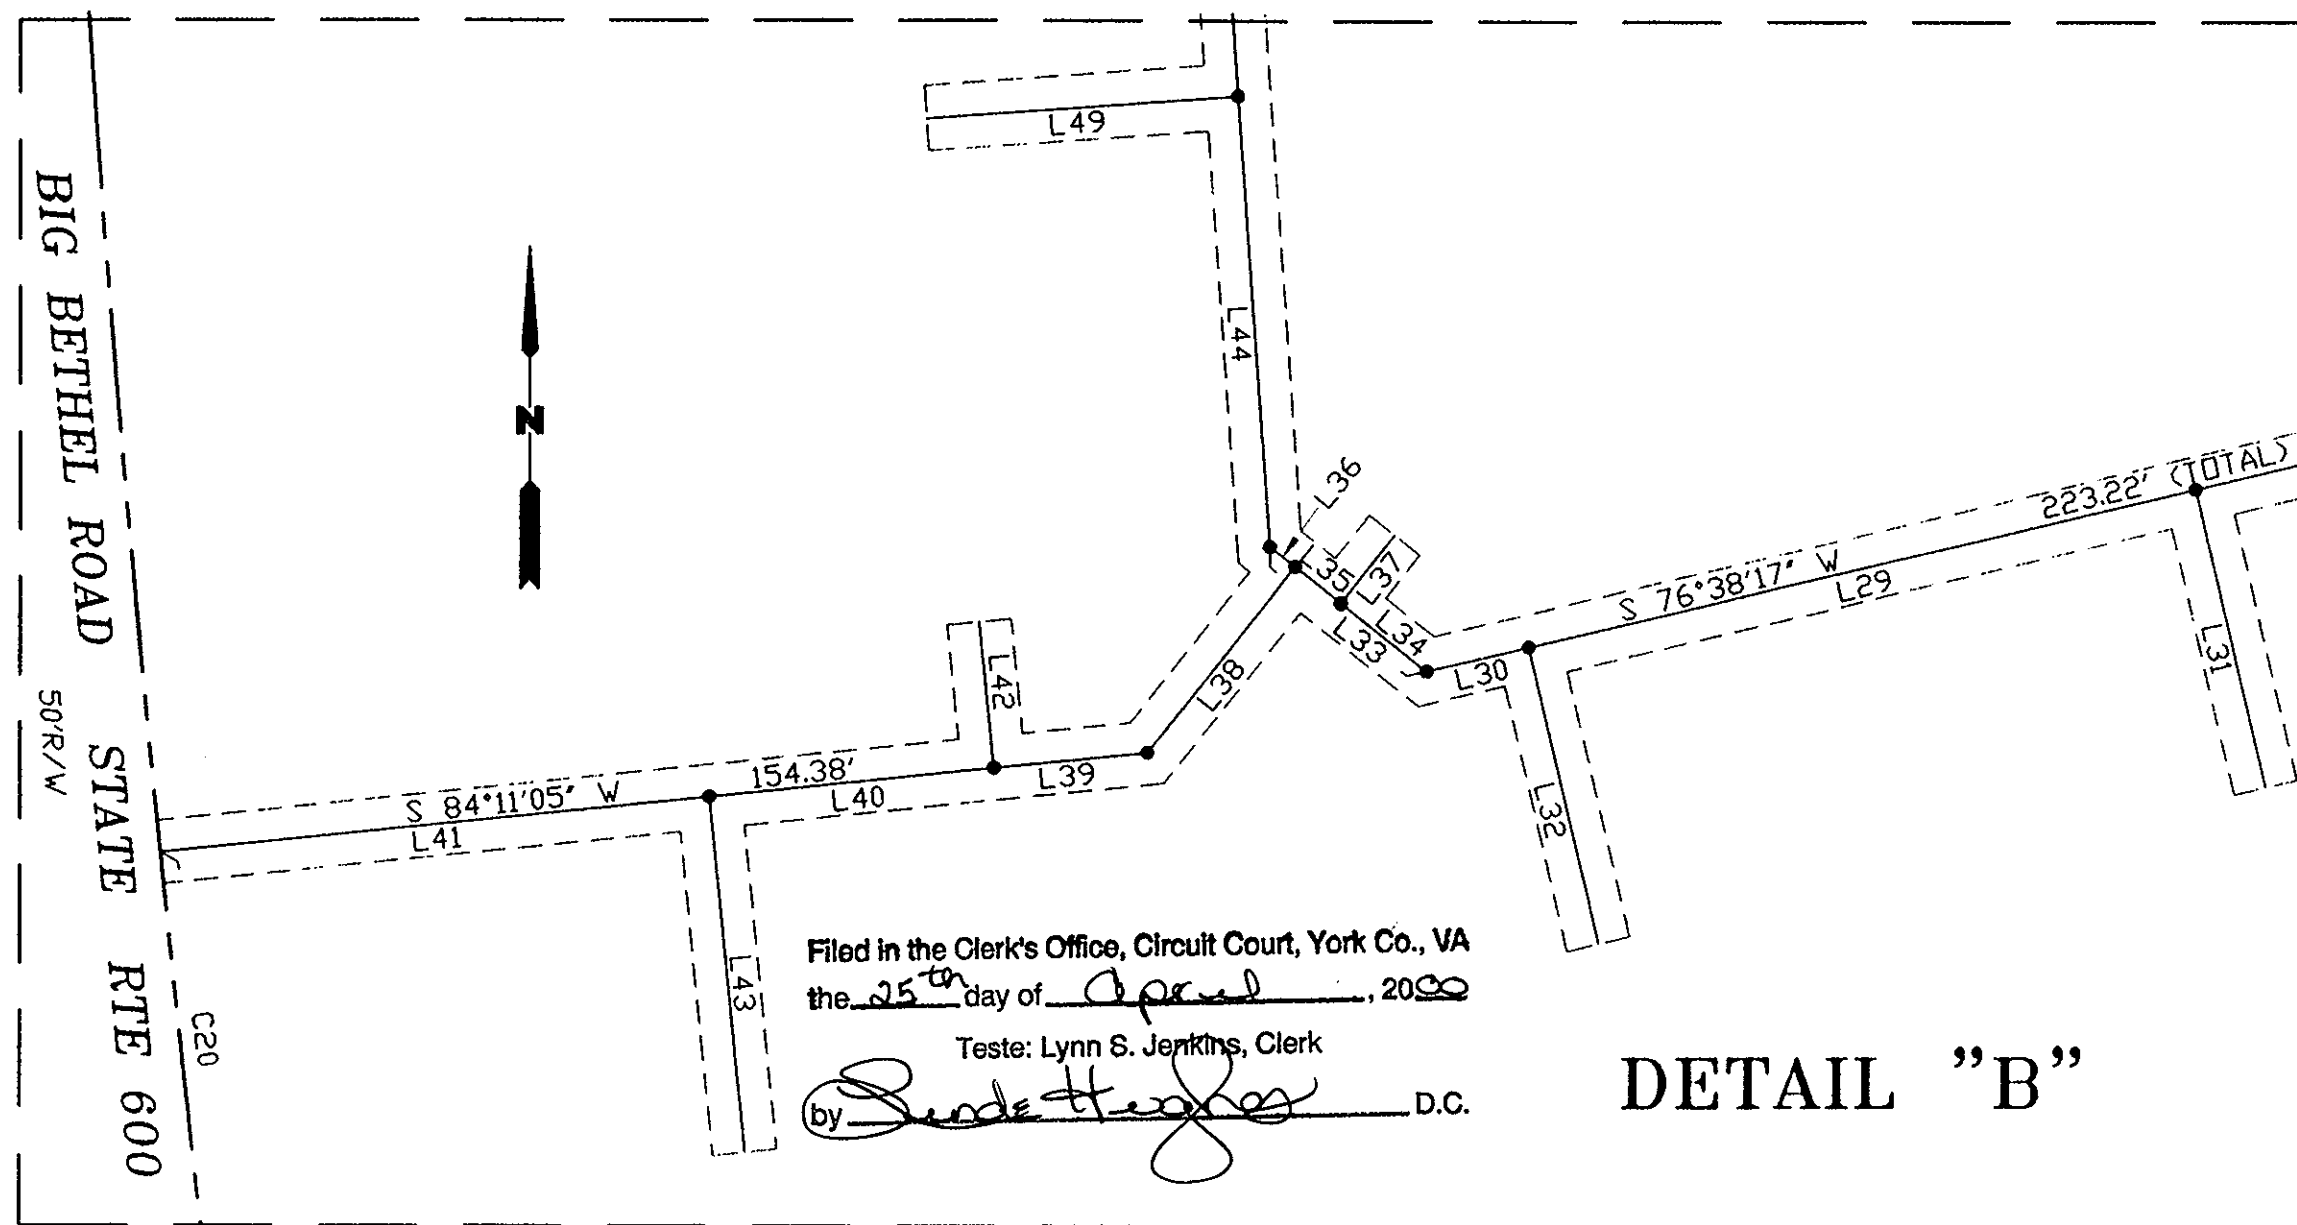 BIG BETHEL ROAD STATE RTE 600
50'R/W
C20
N
L49
L44
L36
L35
L37
L34
L33
L30
L38
L42
L39
154.38'
L40
S 84°11'05" W
L41
L43
223.22' (TOTAL)
S 76°38'17" W
L29
L31
L32
Filed in the Clerk's Office, Circuit Court, York Co., VA
the 25th day of April, 2000
Teste: Lynn S. Jenkins, Clerk
by D.C.
DETAIL "B"